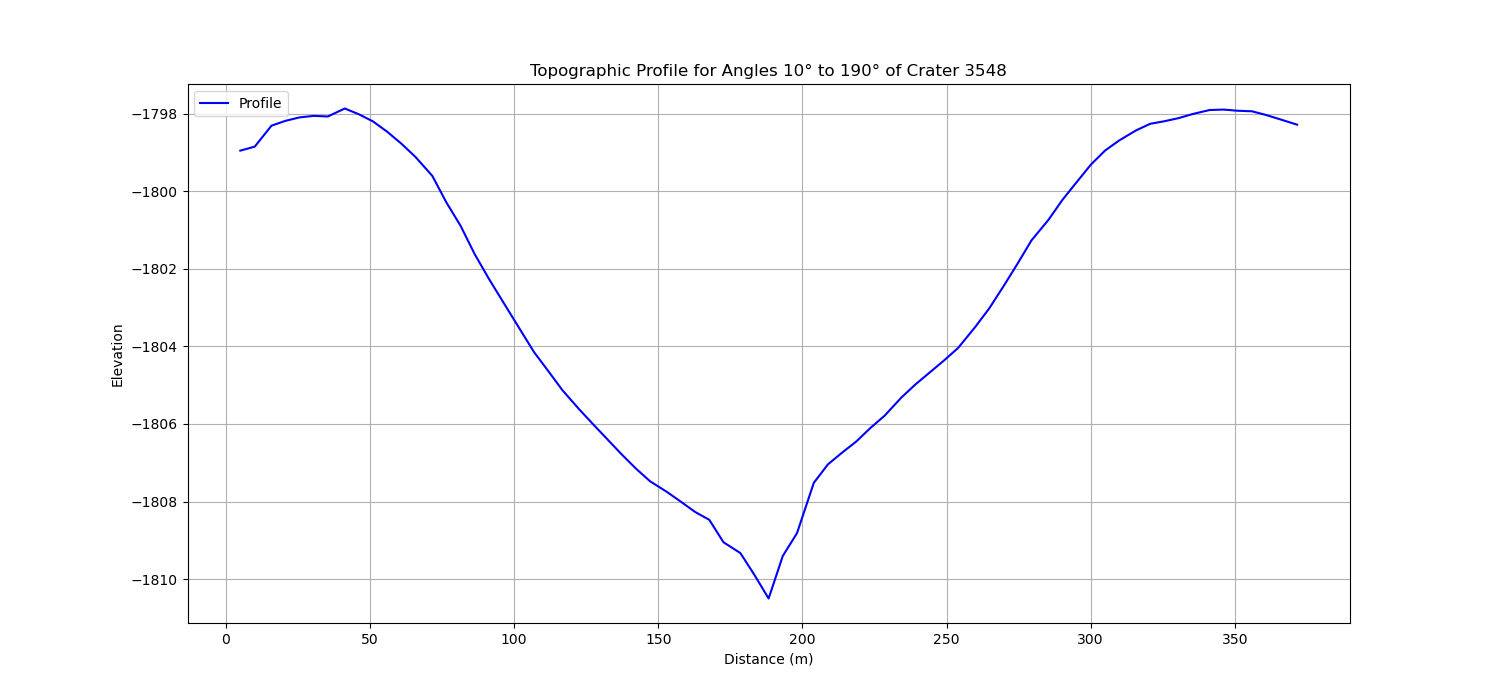 Topographic Profile for Angles 10° to 190° of Crater 3548
Profile
−1798
−1800
−1802
−1804
−1806
−1808
−1810
Elevation
0 50 100 150 200 250 300 350
Distance (m)